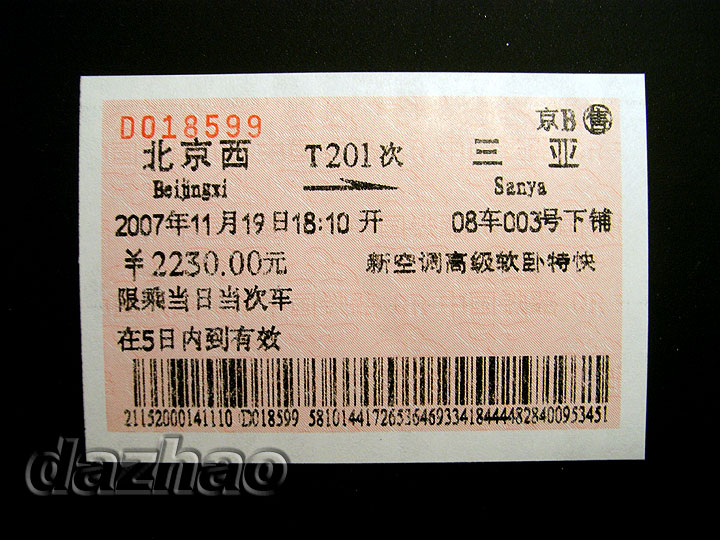 D018599 京B售
北京西 T201次 三亚
Beijingxi Sanya
2007年11月19日18:10开 08车003号下铺
￥2230.00元 新空调高级软卧特快
限乘当日当次车
在5日内到有效
21152000141110 D018599 58101441726536469334184444828400953451
dazhao